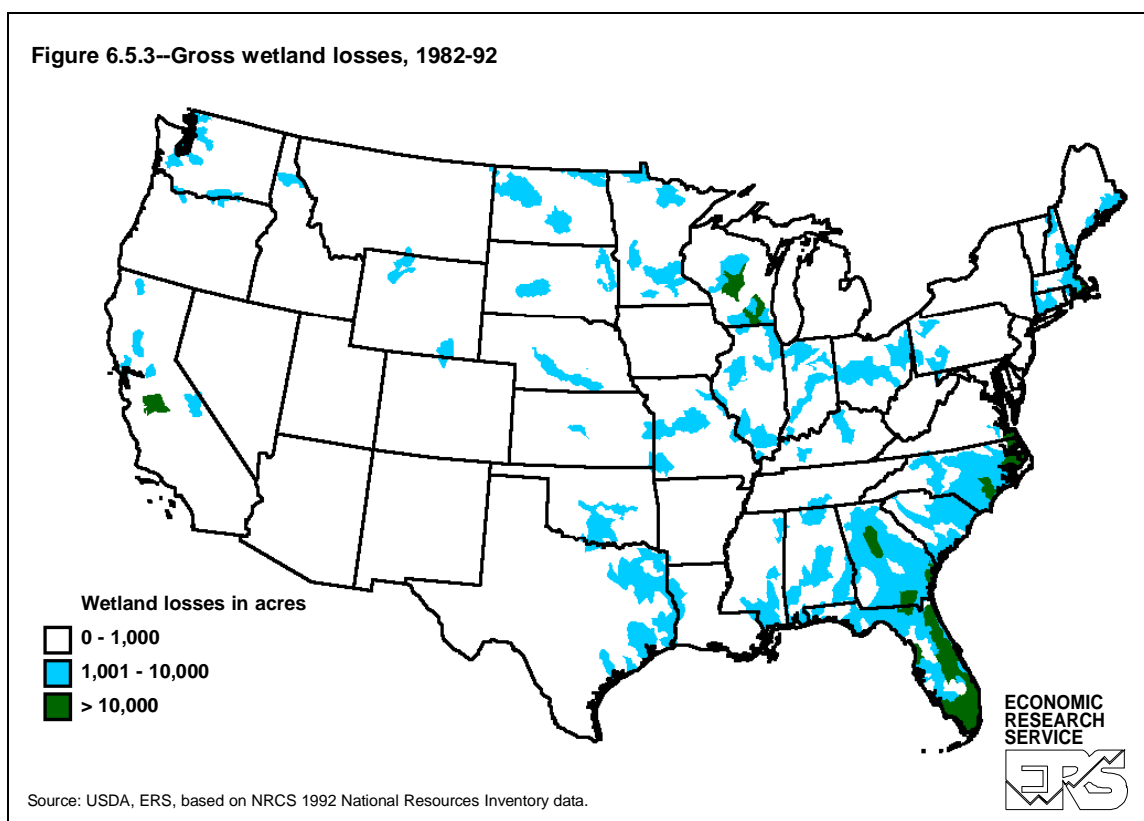 Figure 6.5.3--Gross wetland losses, 1982-92
Wetland losses in acres
0 - 1,000
1,001 - 10,000
> 10,000
ECONOMIC
RESEARCH
SERVICE
ERS
Source: USDA, ERS, based on NRCS 1992 National Resources Inventory data.